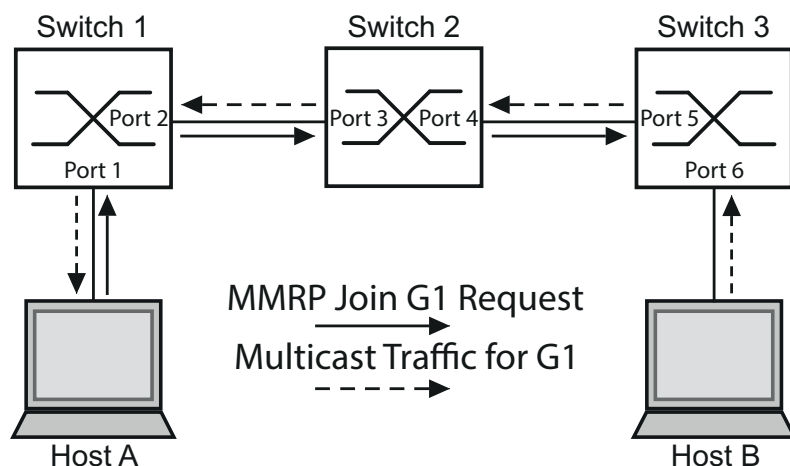 Switch 1
Switch 2
Switch 3
Port 2
Port 3
Port 4
Port 5
Port 1
Port 6
MMRP Join G1 Request
Multicast Traffic for G1
Host A
Host B